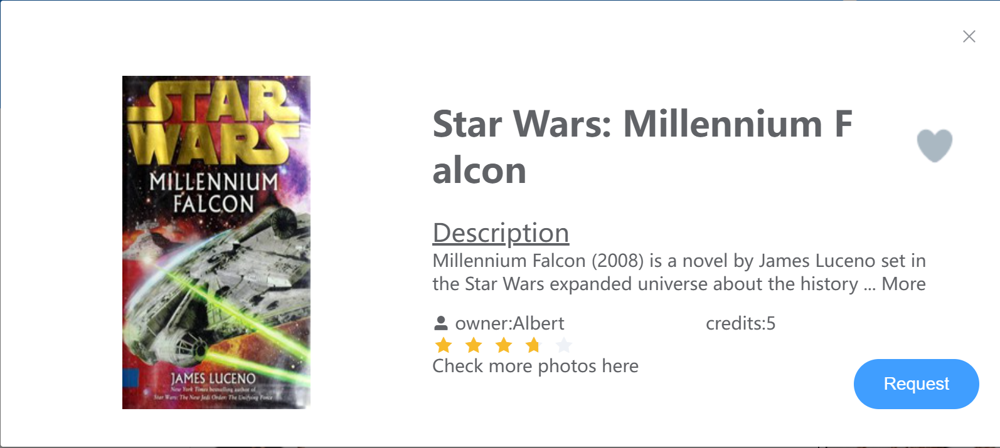 STAR
WARS
MILLENNIUM
FALCON
JAMES LUCENO
New York Times bestselling author of
Star Wars: The New Jedi Order: The Unifying Force
Star Wars: Millennium F
alcon
Description
Millennium Falcon (2008) is a novel by James Luceno set in
the Star Wars expanded universe about the history ... More
owner:Albert
credits:5
Check more photos here
Request